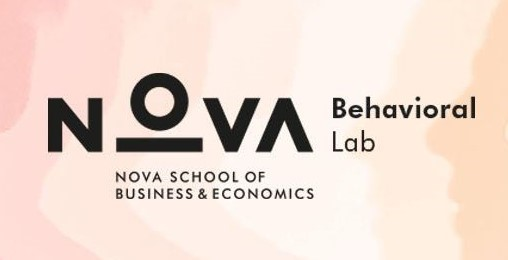 NOVA
Behavioral
Lab
NOVA SCHOOL OF
BUSINESS & ECONOMICS